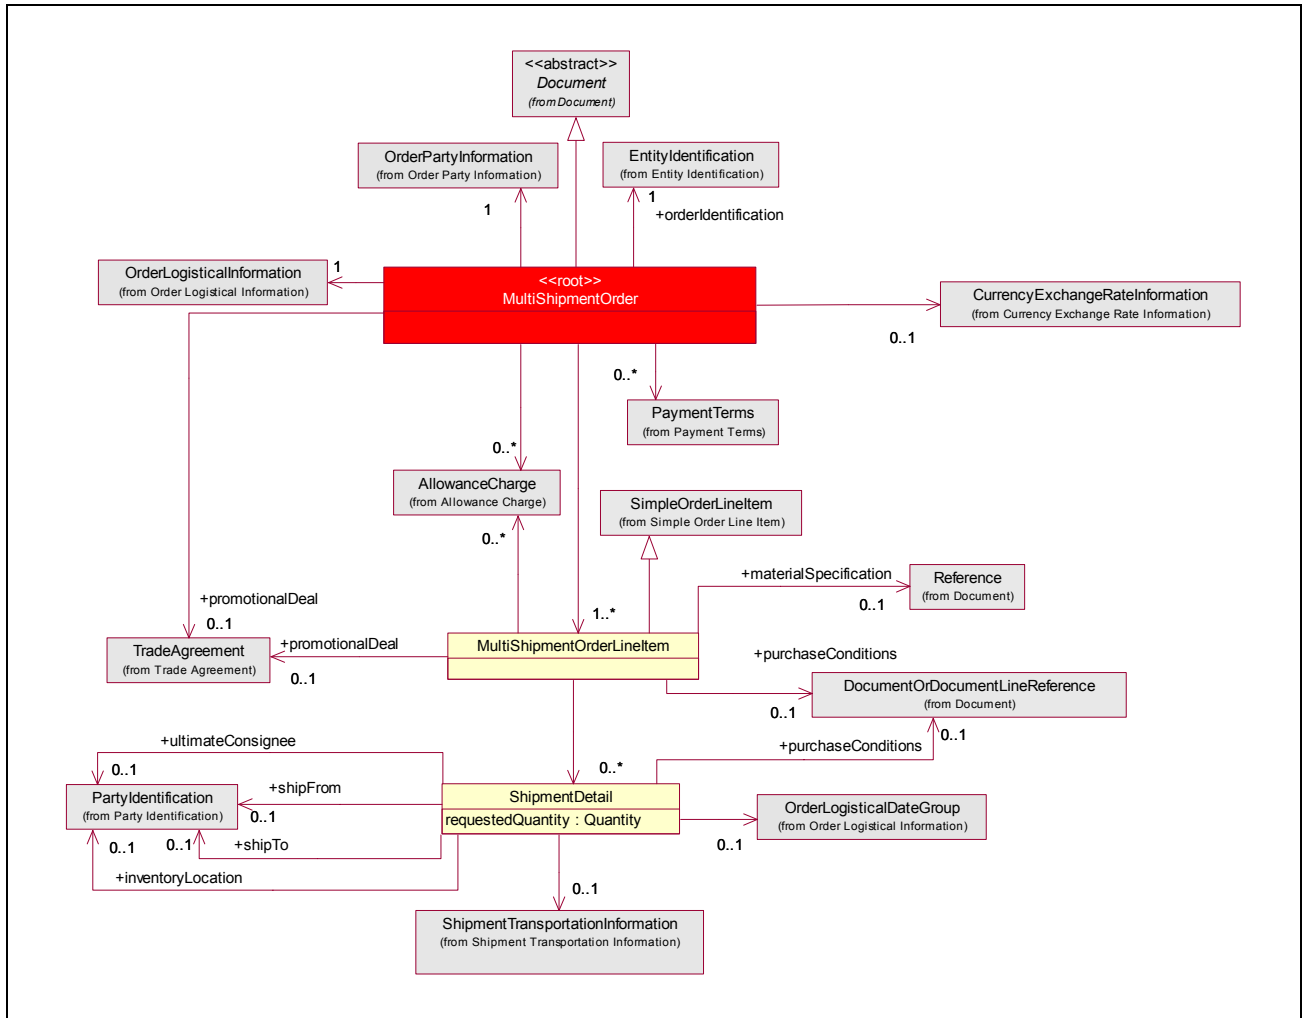 <<abstract>>
Document
(from Document)
OrderPartyInformation
(from Order Party Information)
EntityIdentification
(from Entity Identification)
1
1
+orderIdentification
OrderLogisticalInformation
(from Order Logistical Information)
1
<<root>>
MultiShipmentOrder
CurrencyExchangeRateInformation
(from Currency Exchange Rate Information)
0..1
0..*
PaymentTerms
(from Payment Terms)
0..*
AllowanceCharge
(from Allowance Charge)
0..*
SimpleOrderLineItem
(from Simple Order Line Item)
+materialSpecification
0..1
Reference
(from Document)
+promotionalDeal
0..1
1..*
TradeAgreement
(from Trade Agreement)
+promotionalDeal
0..1
MultiShipmentOrderLineItem
+purchaseConditions
0..1
DocumentOrDocumentLineReference
(from Document)
+purchaseConditions
0..1
+ultimateConsignee
0..1
0..*
PartyIdentification
(from Party Identification)
+shipFrom
0..1
ShipmentDetail
requestedQuantity : Quantity
OrderLogisticalDateGroup
(from Order Logistical Information)
0..1
0..1
0..1
+shipTo
+inventoryLocation
0..1
ShipmentTransportationInformation
(from Shipment Transportation Information)